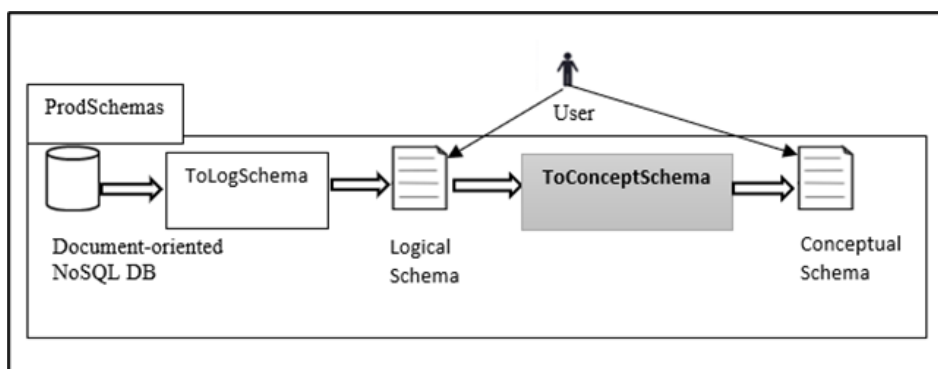 User
ProdSchemas
ToLogSchema
ToConceptSchema
Document-oriented
NoSQL DB
Logical
Schema
Conceptual
Schema